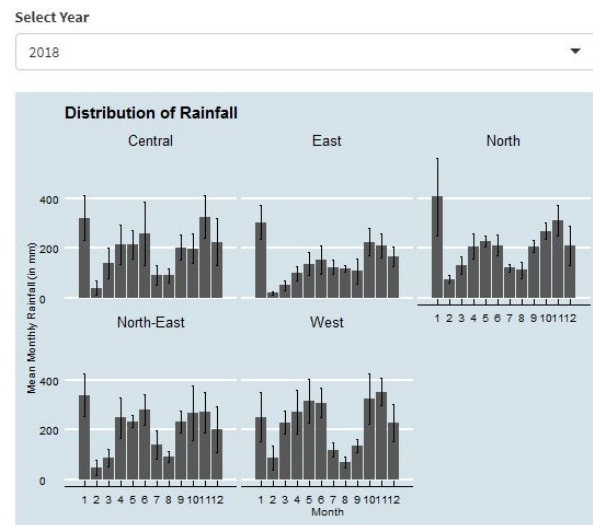 Select Year
2018
Distribution of Rainfall
Central
East
North
400
200
0
1 2 3 4 5 6 7 8 9 10 11 12
North-East
West
400
200
0
1 2 3 4 5 6 7 8 9 10 11 12
1 2 3 4 5 6 7 8 9 10 11 12
Month
Mean Monthly Rainfall (in mm)